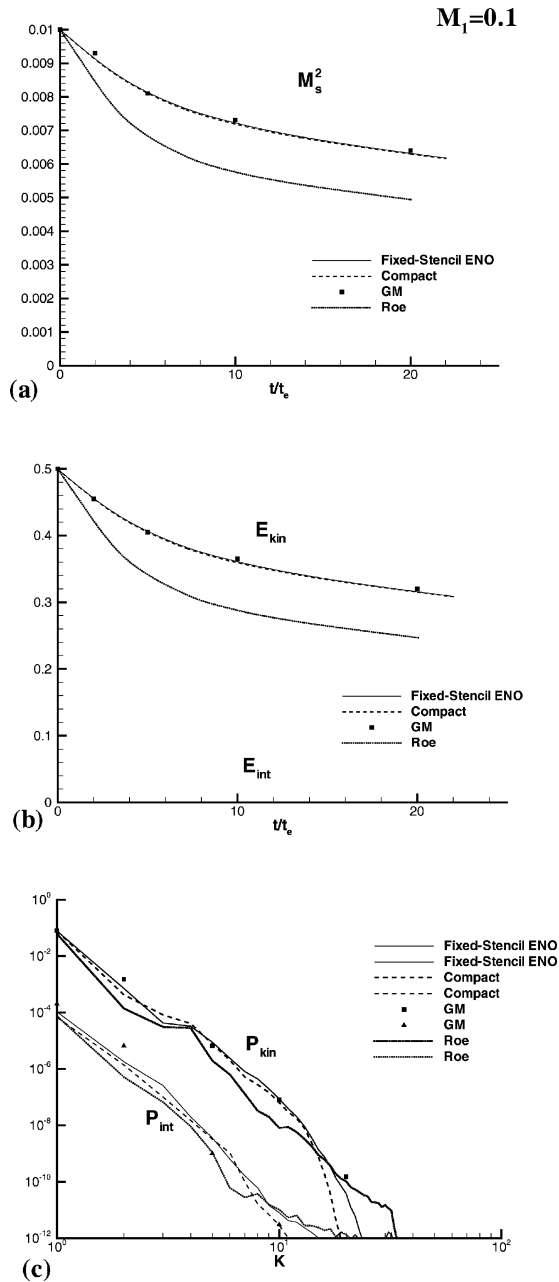 M₁=0.1
0.01
0.009
0.008
0.007
0.006
0.005
0.004
0.003
0.002
0.001
0
M²ₛ
Fixed-Stencil ENO
Compact
GM
Roe
0 10 20
t/tₑ
(a)
0.5
0.4
0.3
0.2
0.1
0
E kin
Fixed-Stencil ENO
Compact
GM
Roe
E int
0 10 20
t/tₑ
(b)
10⁰
10⁻²
10⁻⁴
10⁻⁶
10⁻⁸
10⁻¹⁰
10⁻¹²
Fixed-Stencil ENO
Fixed-Stencil ENO
Compact
Compact
GM
GM
Roe
Roe
P kin
P int
10⁰ 10¹ 10²
K
(c)